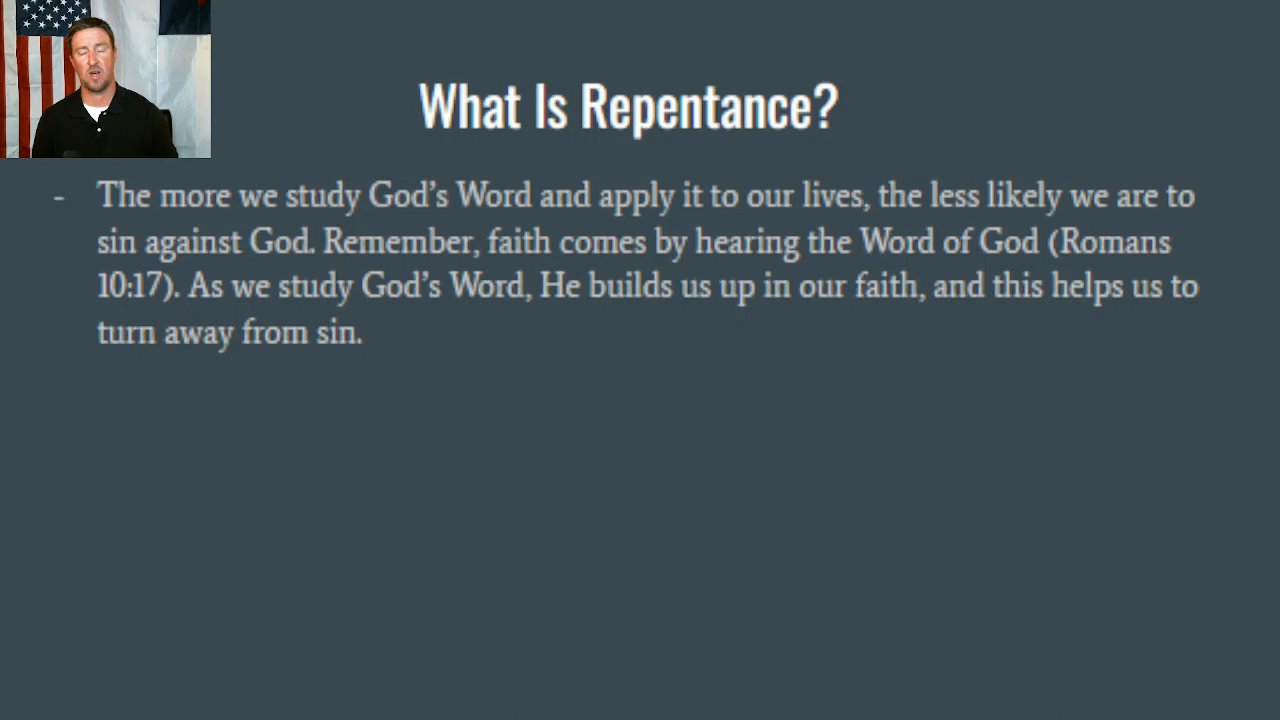 What Is Repentance?
- The more we study God’s Word and apply it to our lives, the less likely we are to
sin against God. Remember, faith comes by hearing the Word of God (Romans
10:17). As we study God’s Word, He builds us up in our faith, and this helps us to
turn away from sin.